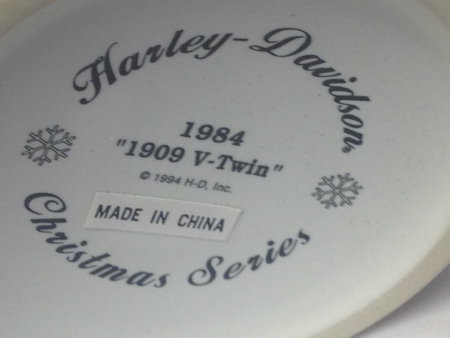 Harley-Davidson
1984
"1909 V-Twin"
© 1994 H-D, Inc.
MADE IN CHINA
Christmas Series